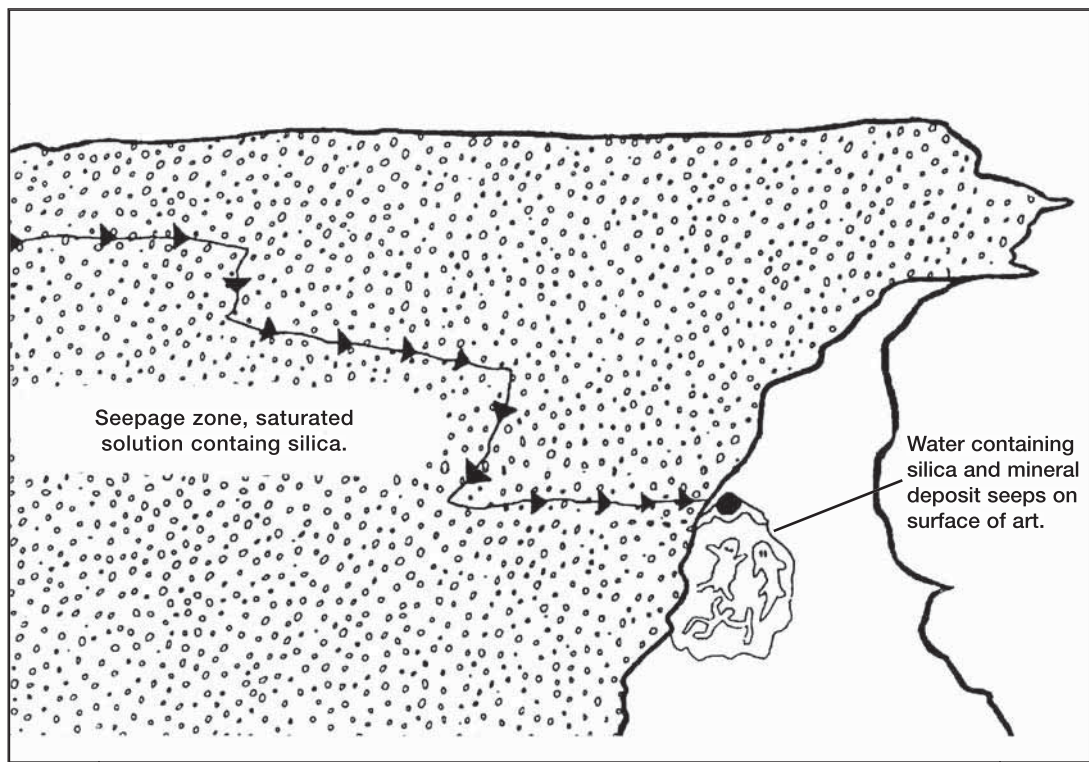 Seepage zone, saturated
solution containg silica.
Water containing
silica and mineral
deposit seeps on
surface of art.